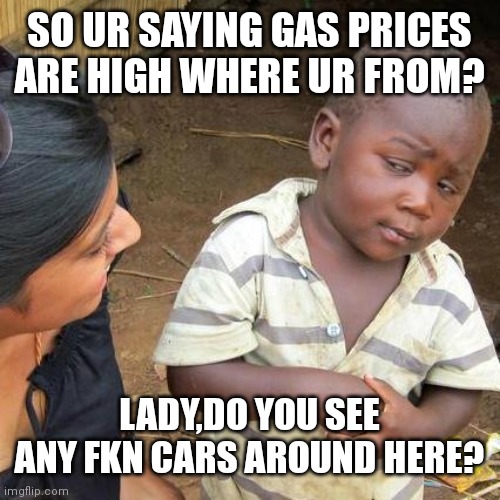 SO UR SAYING GAS PRICES
ARE HIGH WHERE UR FROM?
LADY,DO YOU SEE
ANY FKN CARS AROUND HERE?
imgflip.com